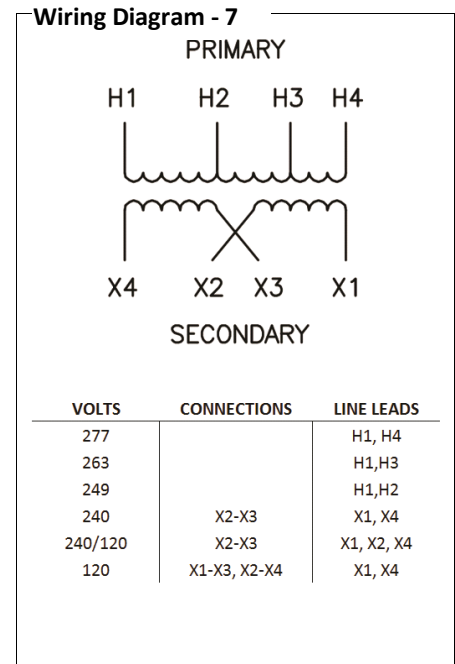 Wiring Diagram - 7
PRIMARY
H1 H2 H3 H4
X4 X2 X3 X1
SECONDARY
VOLTS CONNECTIONS LINE LEADS
277 H1, H4
263 H1,H3
249 H1,H2
240 X2-X3 X1, X4
240/120 X2-X3 X1, X2, X4
120 X1-X3, X2-X4 X1, X4